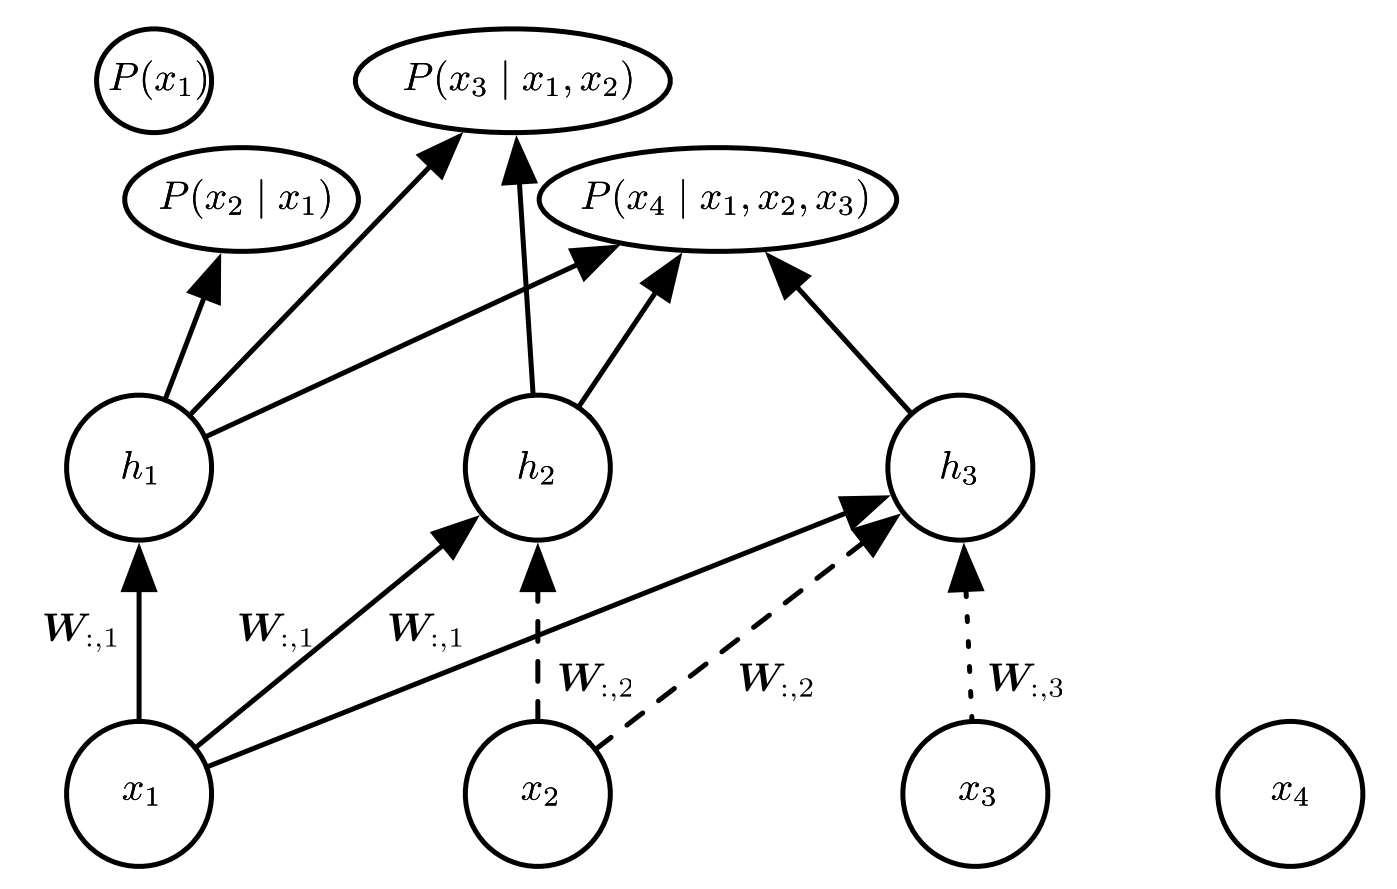 P(x₁)
P(x₃ | x₁, x₂)
P(x₂ | x₁)
P(x₄ | x₁, x₂, x₃)
h₁
h₂
h₃
W:,1
W:,1
W:,1
W:,2
W:,2
W:,3
x₁
x₂
x₃
x₄